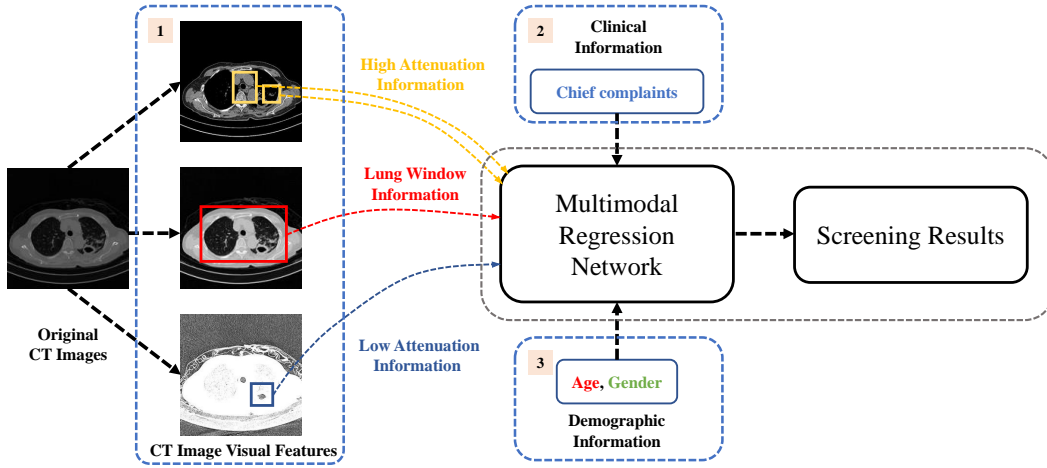 1
High Attenuation
Information
Lung Window
Information
Low Attenuation
Information
Original
CT Images
CT Image Visual Features
2
Clinical
Information
Chief complaints
Multimodal
Regression
Network
Screening Results
3
Age, Gender
Demographic
Information